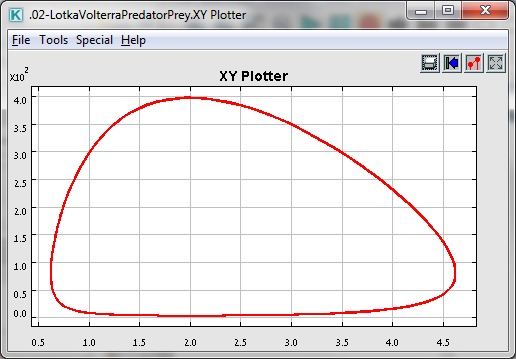 K .02-LotkaVolterraPredatorPrey.XY Plotter
File Tools Special Help
XY Plotter
x10^2
4.0
3.5
3.0
2.5
2.0
1.5
1.0
0.5
0.0
0.5 1.0 1.5 2.0 2.5 3.0 3.5 4.0 4.5